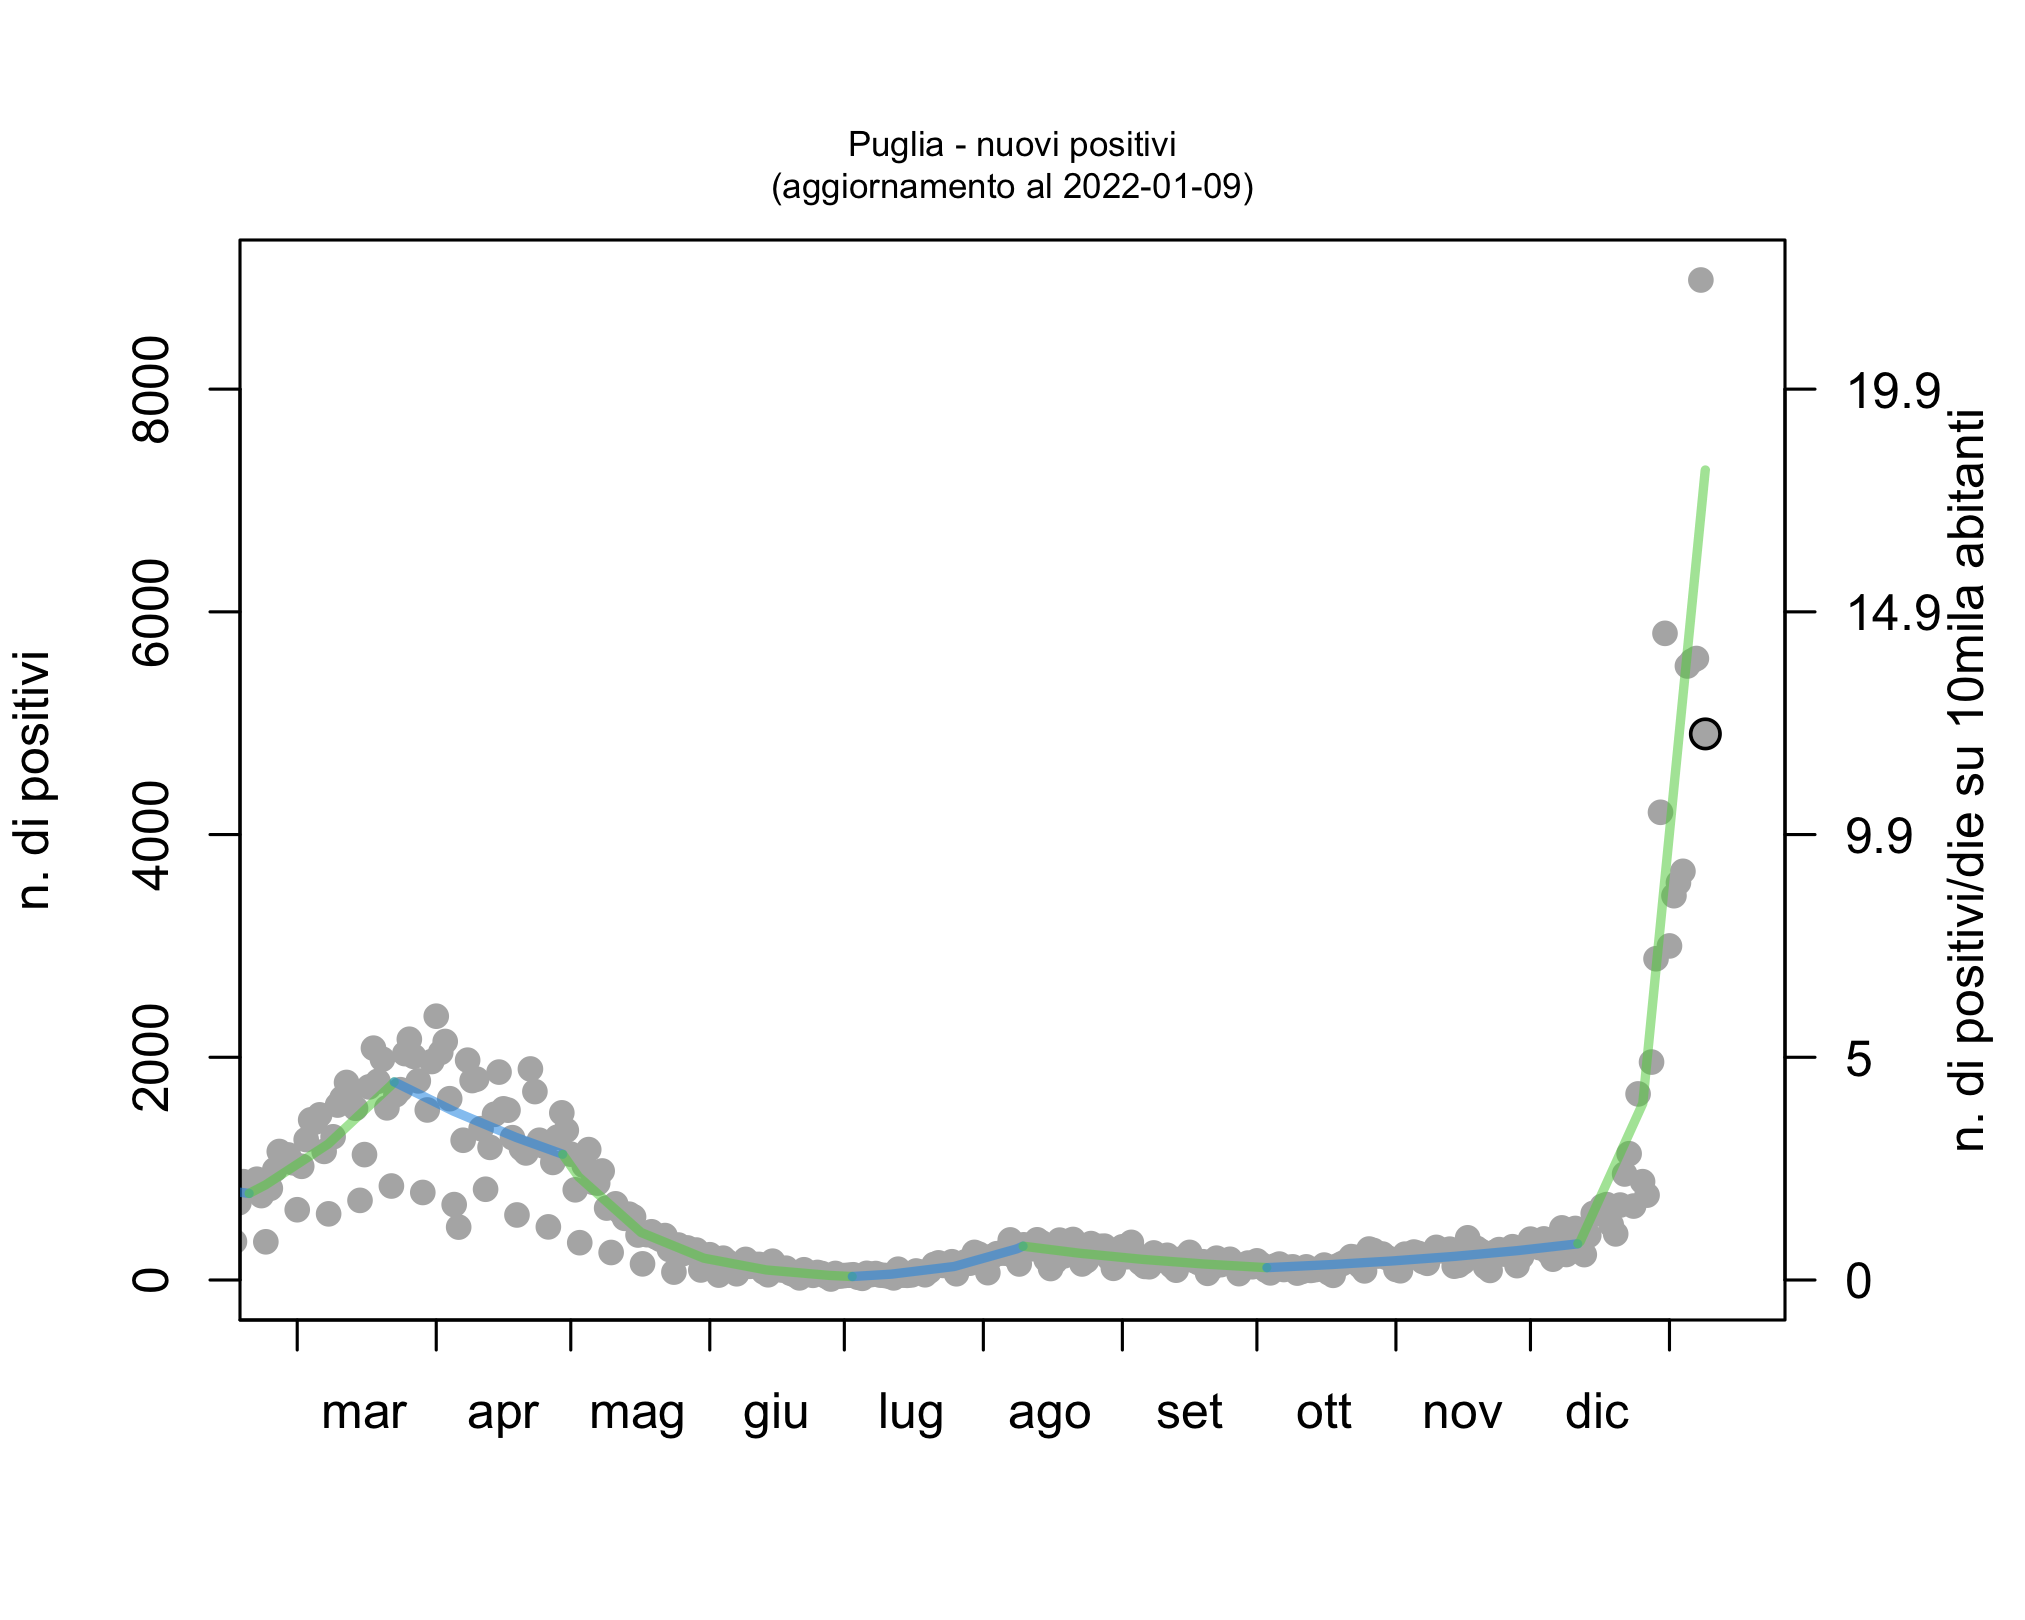 Puglia - nuovi positivi
(aggiornamento al 2022-01-09)
n. di positivi
8000
6000
4000
2000
0
19.9
14.9
9.9
5
0
n. di positivi/die su 10mila abitanti
mar apr mag giu lug ago set ott nov dic